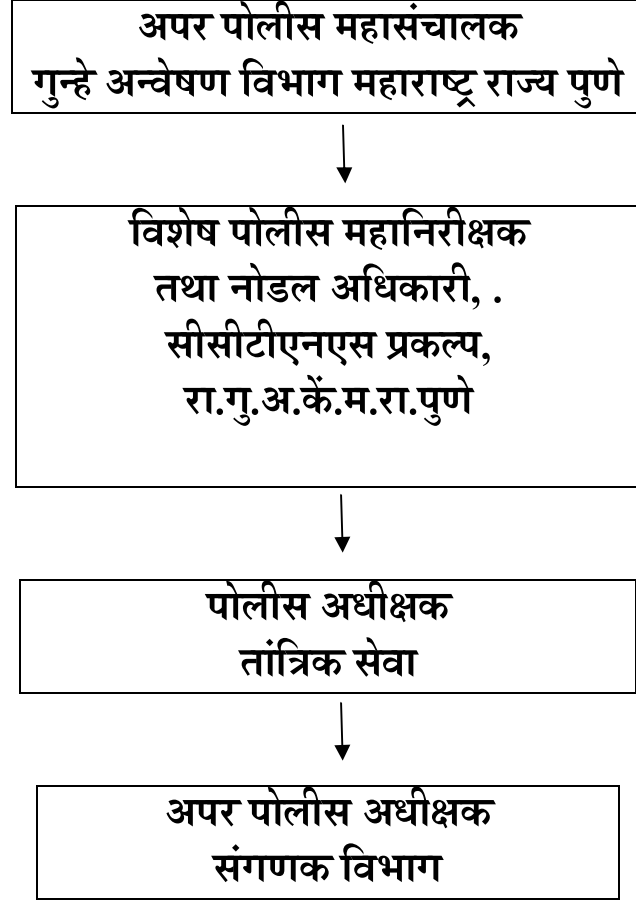 अपर पोलीस महासंचालक
गुन्हे अन्वेषण विभाग महाराष्ट्र राज्य पुणे
विशेष पोलीस महानिरीक्षक
तथा नोडल अधिकारी, .
सीसीटीएनएस प्रकल्प,
रा.गु.अ.कें.म.रा.पुणे
पोलीस अधीक्षक
तांत्रिक सेवा
अपर पोलीस अधीक्षक
संगणक विभाग